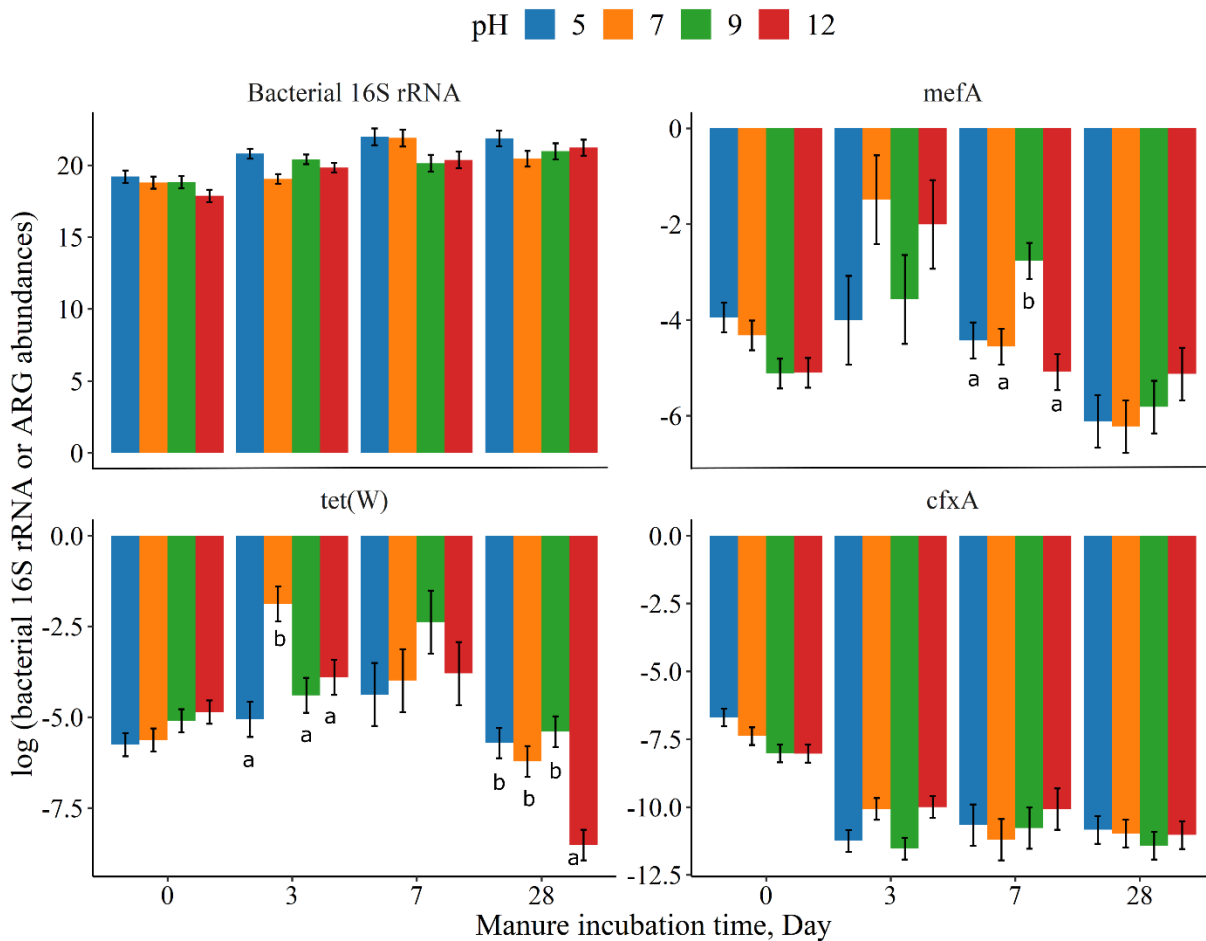 pH 5 7 9 12
Bacterial 16S rRNA
mefA
log (bacterial 16S rRNA or ARG abundances)
20
15
10
5
0
0
-2
-4
-6
a a b a
tet(W)
cfxA
0.0
-2.5
-5.0
-7.5
a b a a
b b b a
0.0
-2.5
-5.0
-7.5
-10.0
-12.5
0 3 7 28
0 3 7 28
Manure incubation time, Day